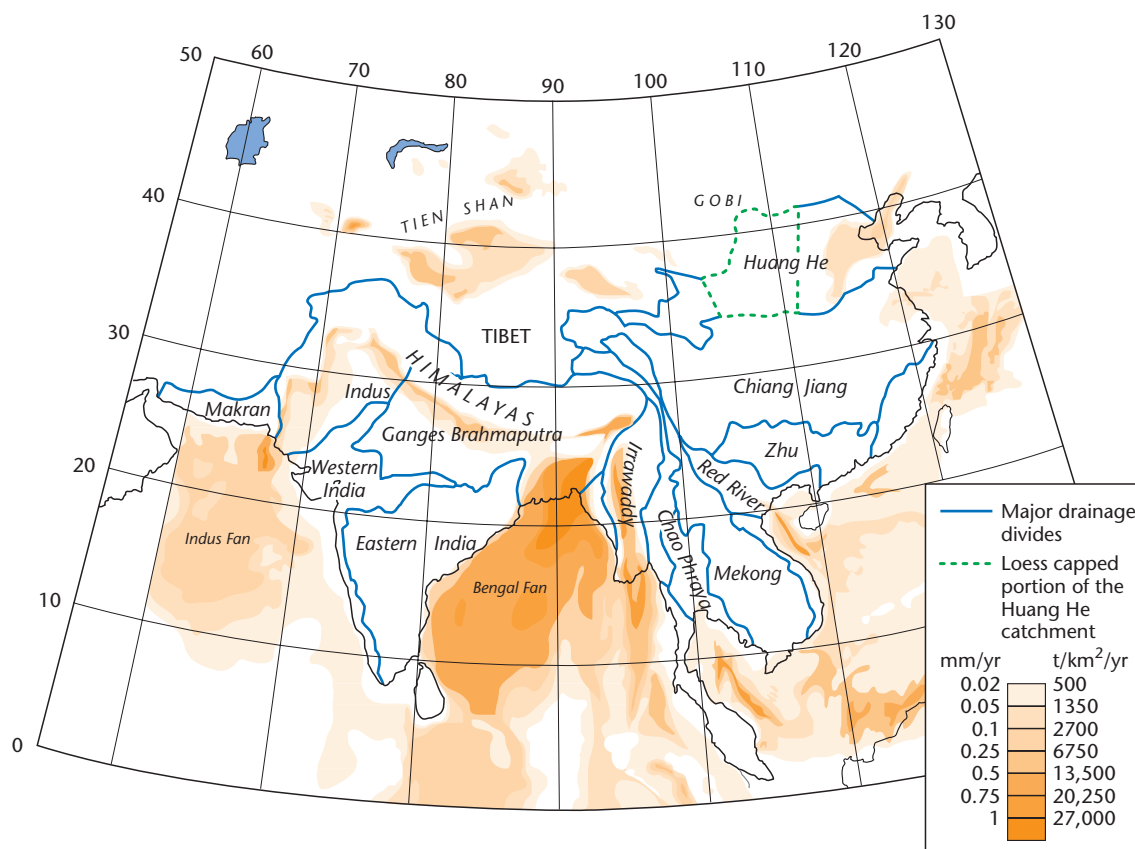 50
60
70
80
90
100
110
120
130
40
30
20
10
0
TIEN SHAN
GOBI
Huang He
TIBET
HIMALAYAS
Makran
Indus
Ganges Brahmaputra
Chiang Jiang
Zhu
Red River
Western
India
Irrawaddy
Indus Fan
Eastern India
Bengal Fan
Chao Phraya
Mekong
Major drainage
divides
Loess capped
portion of the
Huang He
catchment
mm/yr t/km²/yr
0.02 500
0.05 1350
0.1 2700
0.25 6750
0.5 13,500
0.75 20,250
1 27,000